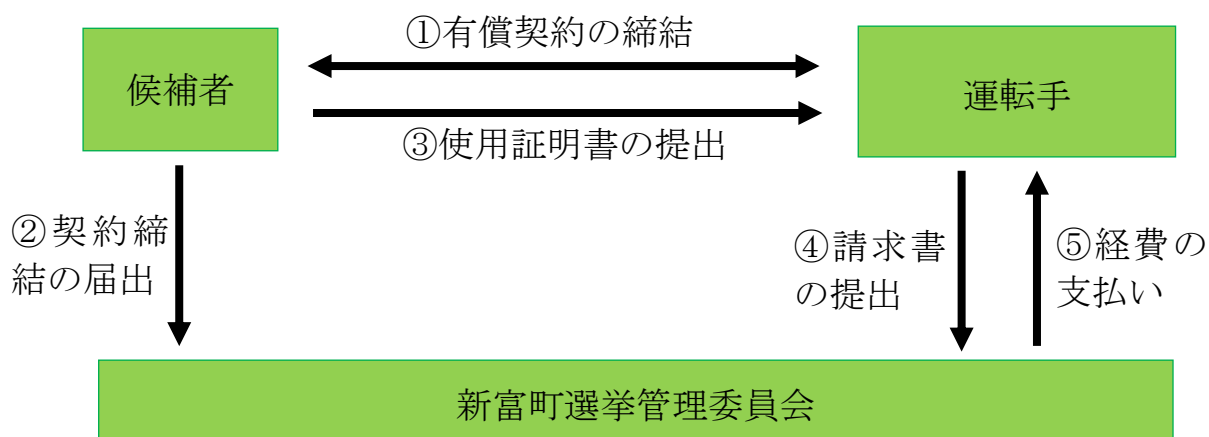 ①有償契約の締結
候補者
運転手
③使用証明書の提出
②契約締
結の届出
④請求書
の提出
⑤経費の
支払い
新富町選挙管理委員会